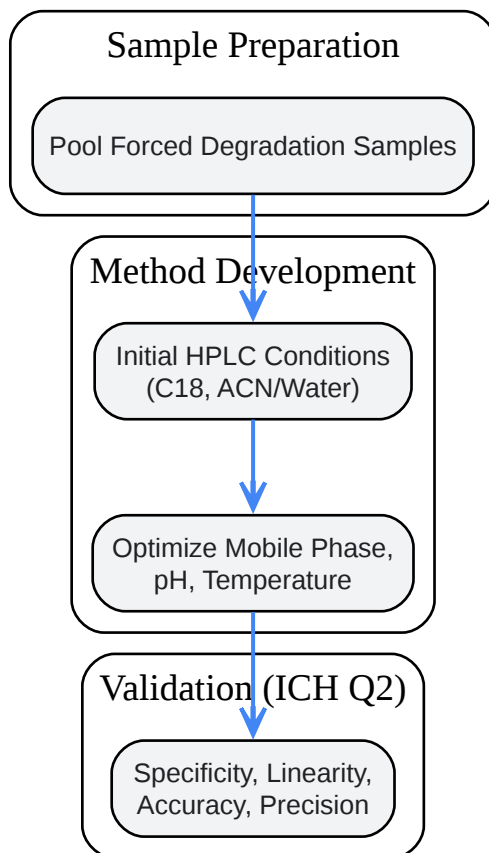 Sample Preparation
Pool Forced Degradation Samples
Method Development
Initial HPLC Conditions
(C18, ACN/Water)
Optimize Mobile Phase,
pH, Temperature
Validation (ICH Q2)
Specificity, Linearity,
Accuracy, Precision